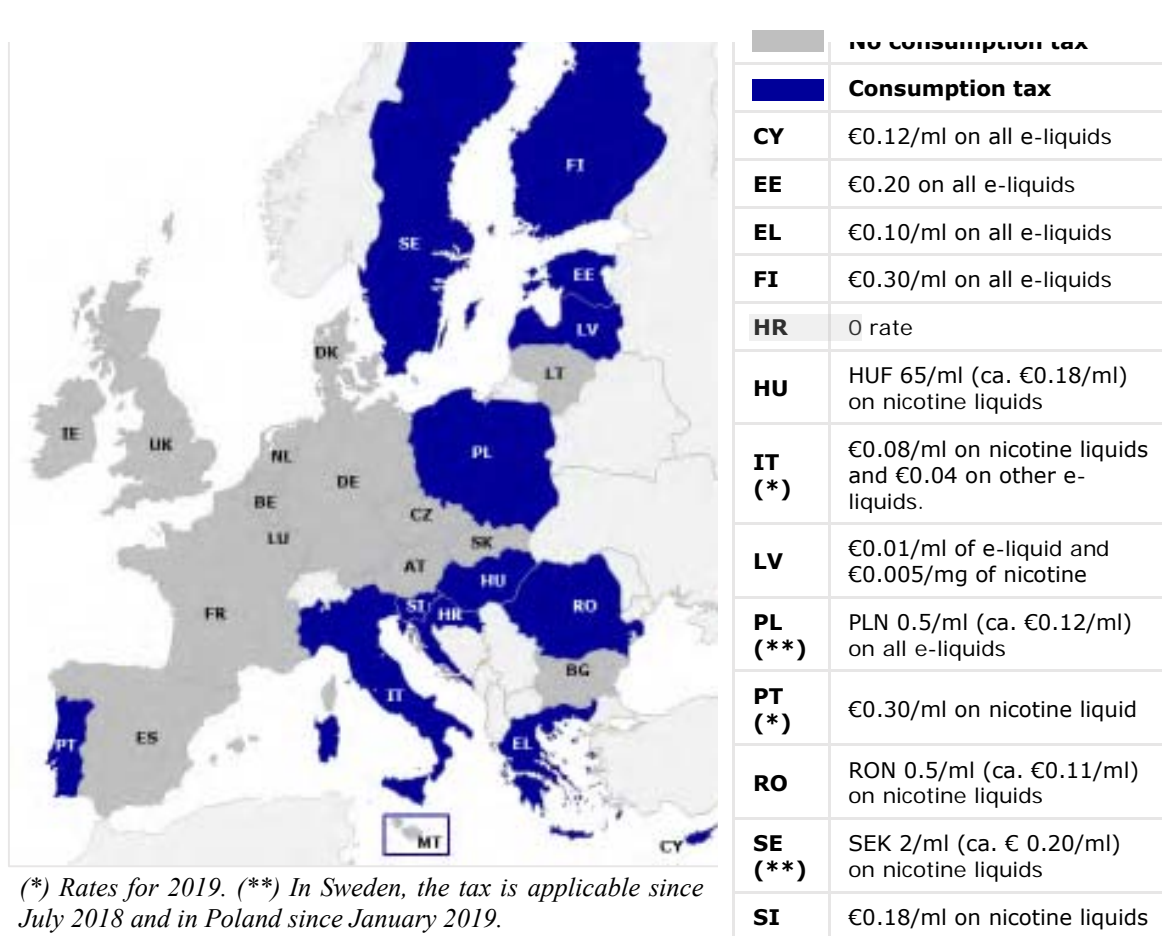 FI
SE
EE
LV
DK
LT
IE
UK
NL
PL
DE
BE
CZ
LU
SK
AT
HU
SI
HR
RO
FR
BG
IT
PT
ES
EL
MT
CY
(*) Rates for 2019. (**) In Sweden, the tax is applicable since
July 2018 and in Poland since January 2019.
No consumption tax
Consumption tax
CY €0.12/ml on all e-liquids
EE €0.20 on all e-liquids
EL €0.10/ml on all e-liquids
FI €0.30/ml on all e-liquids
HR 0 rate
HU
HUF 65/ml (ca. €0.18/ml)
on nicotine liquids
IT
(*)
€0.08/ml on nicotine liquids
and €0.04 on other e-
liquids.
LV
€0.01/ml of e-liquid and
€0.005/mg of nicotine
PL
(**)
PLN 0.5/ml (ca. €0.12/ml)
on all e-liquids
PT
(*)
€0.30/ml on nicotine liquid
RO
RON 0.5/ml (ca. €0.11/ml)
on nicotine liquids
SE
(**)
SEK 2/ml (ca. € 0.20/ml)
on nicotine liquids
SI €0.18/ml on nicotine liquids